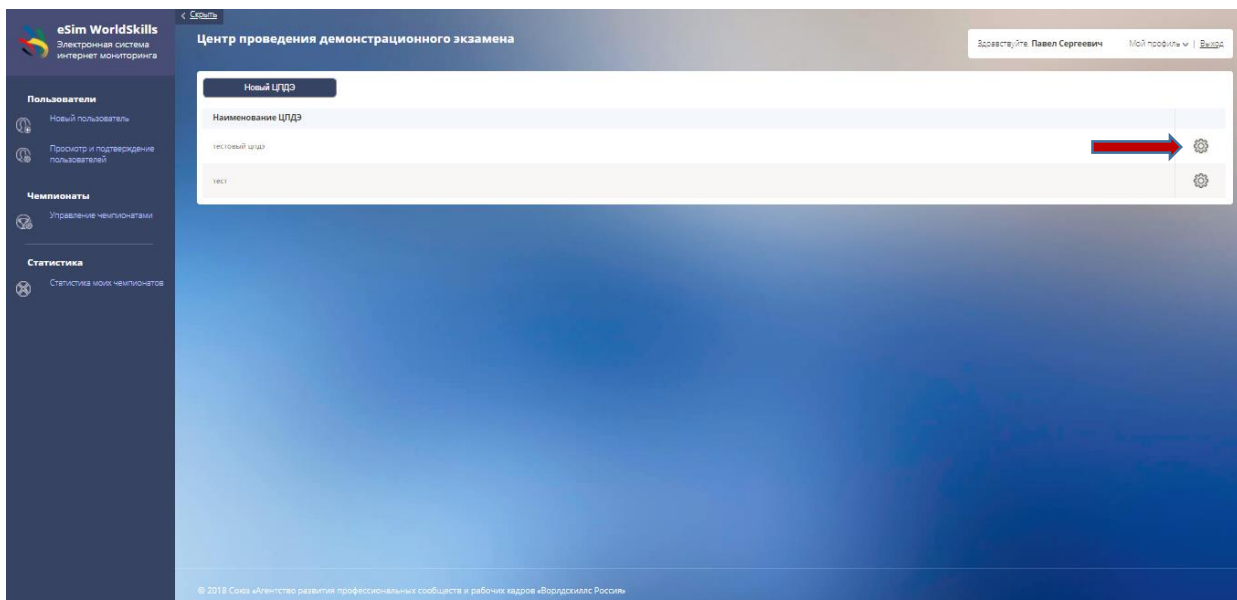 eSim WorldSkills
Электронная система
интернет мониторинга
Пользователи
Новый пользователь
Просмотр и подтверждение
пользователей
Чемпионаты
Управление чемпионатами
Статистика
Статистика моих чемпионатов
< Скрыть
Центр проведения демонстрационного экзамена
Здравствуйте, Павел Сергеевич Мой профиль | Выход
Новый ЦПДЭ
Наименование ЦПДЭ
тестовый цпдэ
тест
© 2018 Союз «Агентство развития профессиональных сообществ и рабочих кадров «Ворлдскиллс Россия»